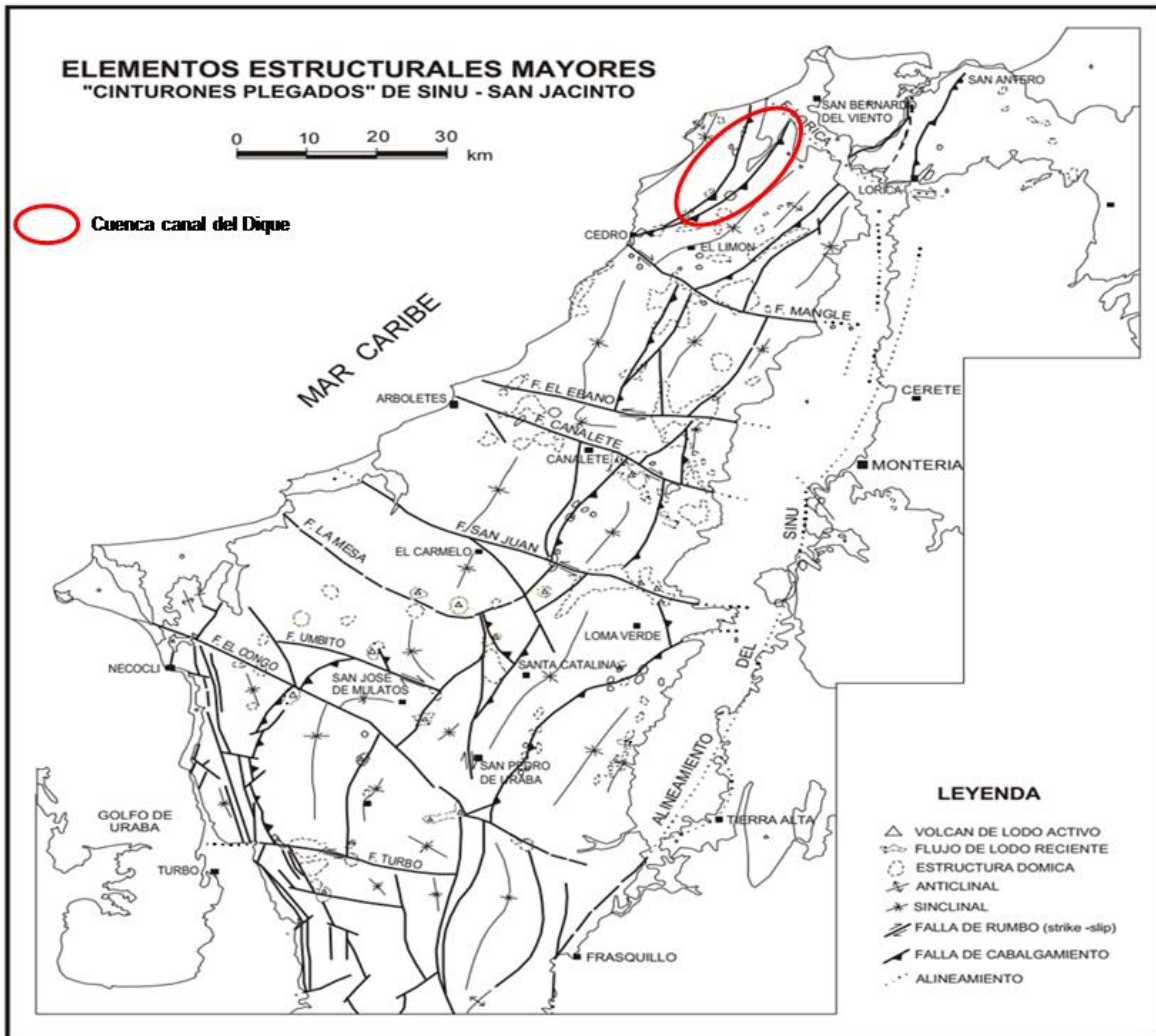 ELEMENTOS ESTRUCTURALES MAYORES
"CINTURONES PLEGADOS" DE SINU - SAN JACINTO
0 10 20 30
km
Cuenca canal del Dique
SAN ANTERO
SAN BERNARDO
DEL VIENTO
F. LORICA
LORICA
CEDRO
EL LIMON
F. MANGLE
MAR CARIBE
F. EL EBANO
CERETE
ARBOLETES
F. CANALETE
CANALETE
MONTERIA
F. SAN JUAN
F. LA MESA
EL CARMELO
ALINEAMIENTO DEL SINU
LOMA VERDE
F. UMBITO
F. EL CONGO
NECOCLI
SANTA CATALINA
SAN JOSE
DE MULATOS
SAN PEDRO
DE URABA
GOLFO DE
URABA
TIERRA ALTA
F. TURBO
TURBO
FRASQUILLO
LEYENDA
VOLCAN DE LODO ACTIVO
FLUJO DE LODO RECIENTE
ESTRUCTURA DOMICA
ANTICLINAL
SINCLINAL
FALLA DE RUMBO (strike -slip)
FALLA DE CABALGAMIENTO
ALINEAMIENTO